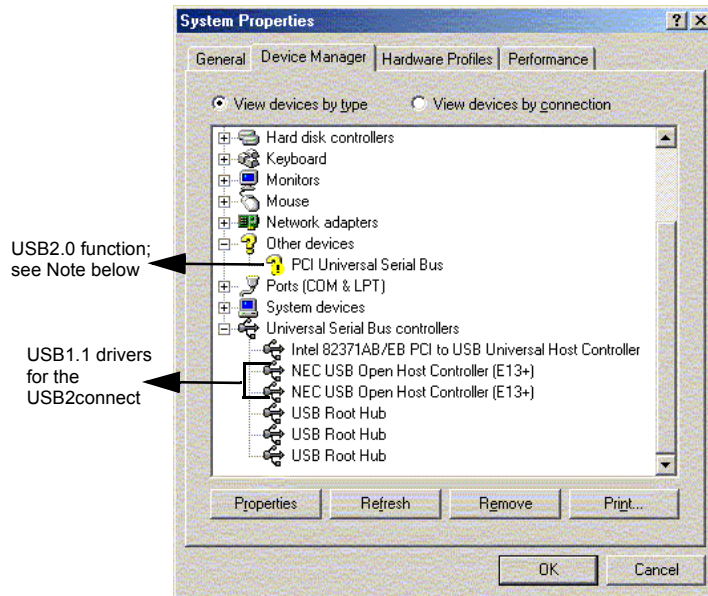 System Properties
General Device Manager Hardware Profiles Performance
View devices by type View devices by connection
Hard disk controllers
Keyboard
Monitors
Mouse
Network adapters
Other devices
PCI Universal Serial Bus
Ports (COM & LPT)
System devices
Universal Serial Bus controllers
Intel 82371AB/EB PCI to USB Universal Host Controller
NEC USB Open Host Controller (E13+)
NEC USB Open Host Controller (E13+)
USB Root Hub
USB Root Hub
USB Root Hub
Properties Refresh Remove Print...
OK Cancel
USB2.0 function;
see Note below
USB1.1 drivers
for the
USB2connect